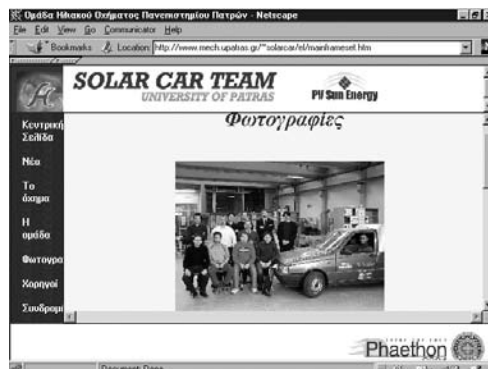 Ομάδα Ηλιακού Οχήματος Πανεπιστημίου Πατρών - Netscape
File Edit View Go Communicator Help
Bookmarks Location: http://www.mech.upatras.gr/~solarcar/el/mainframeset.htm
SOLAR CAR TEAM
UNIVERSITY OF PATRAS
PV Sun Energy
Φωτογραφίες
Κεντρική
Σελίδα
Νέα
Το
όχημα
Η
ομάδα
Φωτογρα
Χορηγοί
Συνδρομ
Phaethon
Document: Done